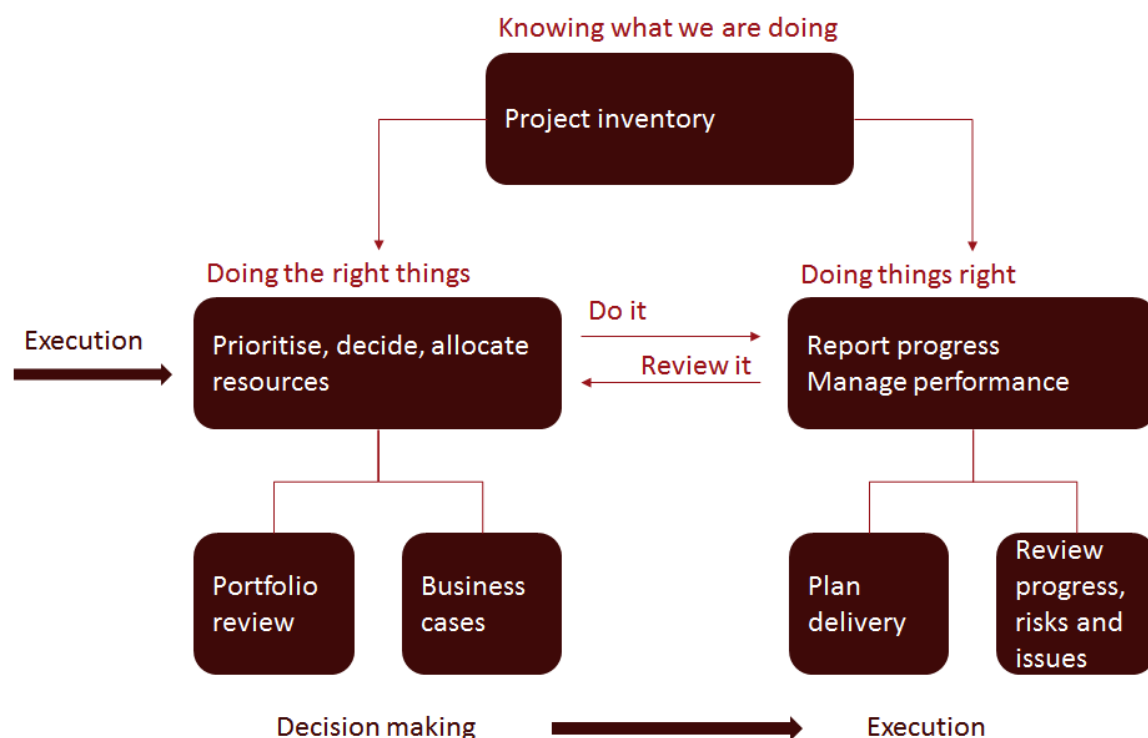 Knowing what we are doing
Project inventory
Doing the right things
Doing things right
Execution
Prioritise, decide, allocate
resources
Do it
Review it
Report progress
Manage performance
Portfolio
review
Business
cases
Plan
delivery
Review
progress,
risks and
issues
Decision making
Execution